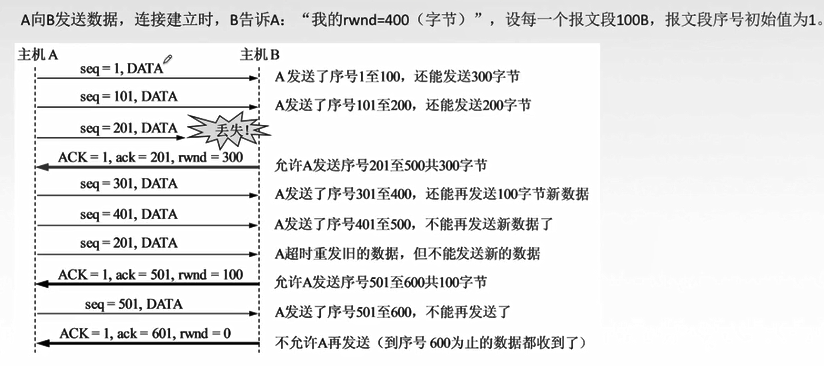 A向B发送数据，连接建立时，B告诉A：“我的rwnd=400（字节）”，设每一个报文段100B，报文段序号初始值为1。
主机A 主机B
seq = 1, DATA A发送了序号1至100，还能发送300字节
seq = 101, DATA A发送了序号101至200，还能发送200字节
seq = 201, DATA 丢失!
ACK = 1, ack = 201, rwnd = 300 允许A发送序号201至500共300字节
seq = 301, DATA A发送了序号301至400，还能再发送100字节新数据
seq = 401, DATA A发送了序号401至500，不能再发送新数据了
seq = 201, DATA A超时重发旧的数据，但不能发送新的数据
ACK = 1, ack = 501, rwnd = 100 允许A发送序号501至600共100字节
seq = 501, DATA A发送了序号501至600，不能再发送了
ACK = 1, ack = 601, rwnd = 0 不允许A再发送（到序号600为止的数据都收到了）